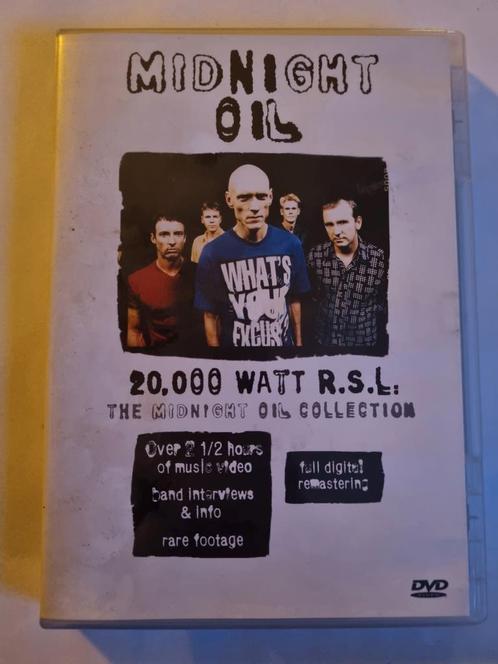 MIDNIGHT
OIL
WHAT'S
YOUR
EXCUSE?
20,000 WATT R.S.L:
THE MIDNIGHT OIL COLLECTION
Over 2 1/2 hours
of music video
band interviews
& info
rare footage
full digital
remastering
DVD
VIDEO